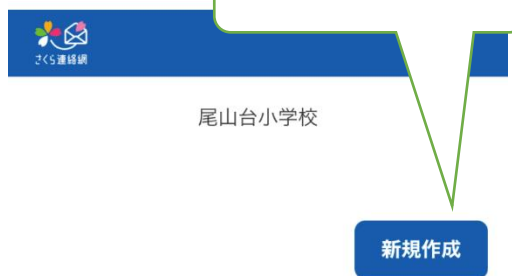 さくら連絡網
尾山台小学校
新規作成